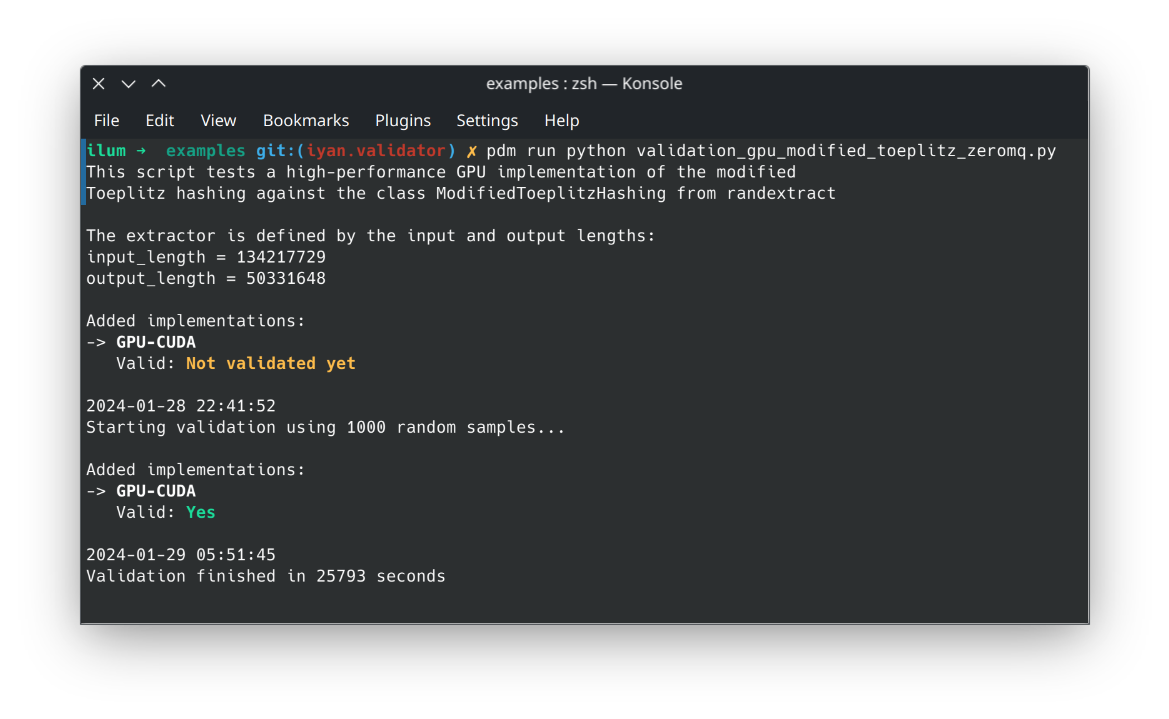 examples : zsh — Konsole
File Edit View Bookmarks Plugins Settings Help
ilum ➜ examples git:(iyan.validator) ✗ pdm run python validation_gpu_modified_toeplitz_zeromq.py
This script tests a high-performance GPU implementation of the modified
Toeplitz hashing against the class ModifiedToeplitzHashing from randextract
The extractor is defined by the input and output lengths:
input_length = 134217729
output_length = 50331648
Added implementations:
-> GPU-CUDA
Valid: Not validated yet
2024-01-28 22:41:52
Starting validation using 1000 random samples...
Added implementations:
-> GPU-CUDA
Valid: Yes
2024-01-29 05:51:45
Validation finished in 25793 seconds